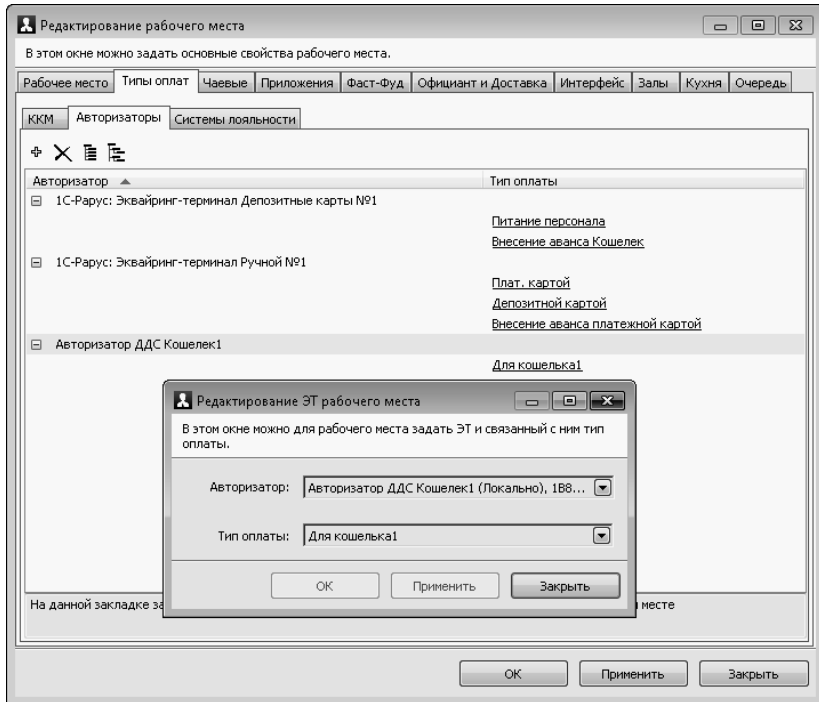 Редактирование рабочего места
В этом окне можно задать основные свойства рабочего места.
Рабочее место Типы оплат Чаевые Приложения Фаст-Фуд Официант и Доставка Интерфейс Залы Кухня Очередь
ККМ Авторизаторы Системы лояльности
Авторизатор Тип оплаты
1С-Рарус: Эквайринг-терминал Депозитные карты №1
Питание персонала
Внесение аванса Кошелек
1С-Рарус: Эквайринг-терминал Ручной №1
Плат. картой
Депозитной картой
Внесение аванса платежной картой
Авторизатор ДДС Кошелек1
Для кошелька1
Редактирование ЭТ рабочего места
В этом окне можно для рабочего места задать ЭТ и связанный с ним тип
оплаты.
Авторизатор: Авторизатор ДДС Кошелек1 (Локально), 1B8...
Тип оплаты: Для кошелька1
ОК Применить Закрыть
На данной закладке за месте
ОК Применить Закрыть